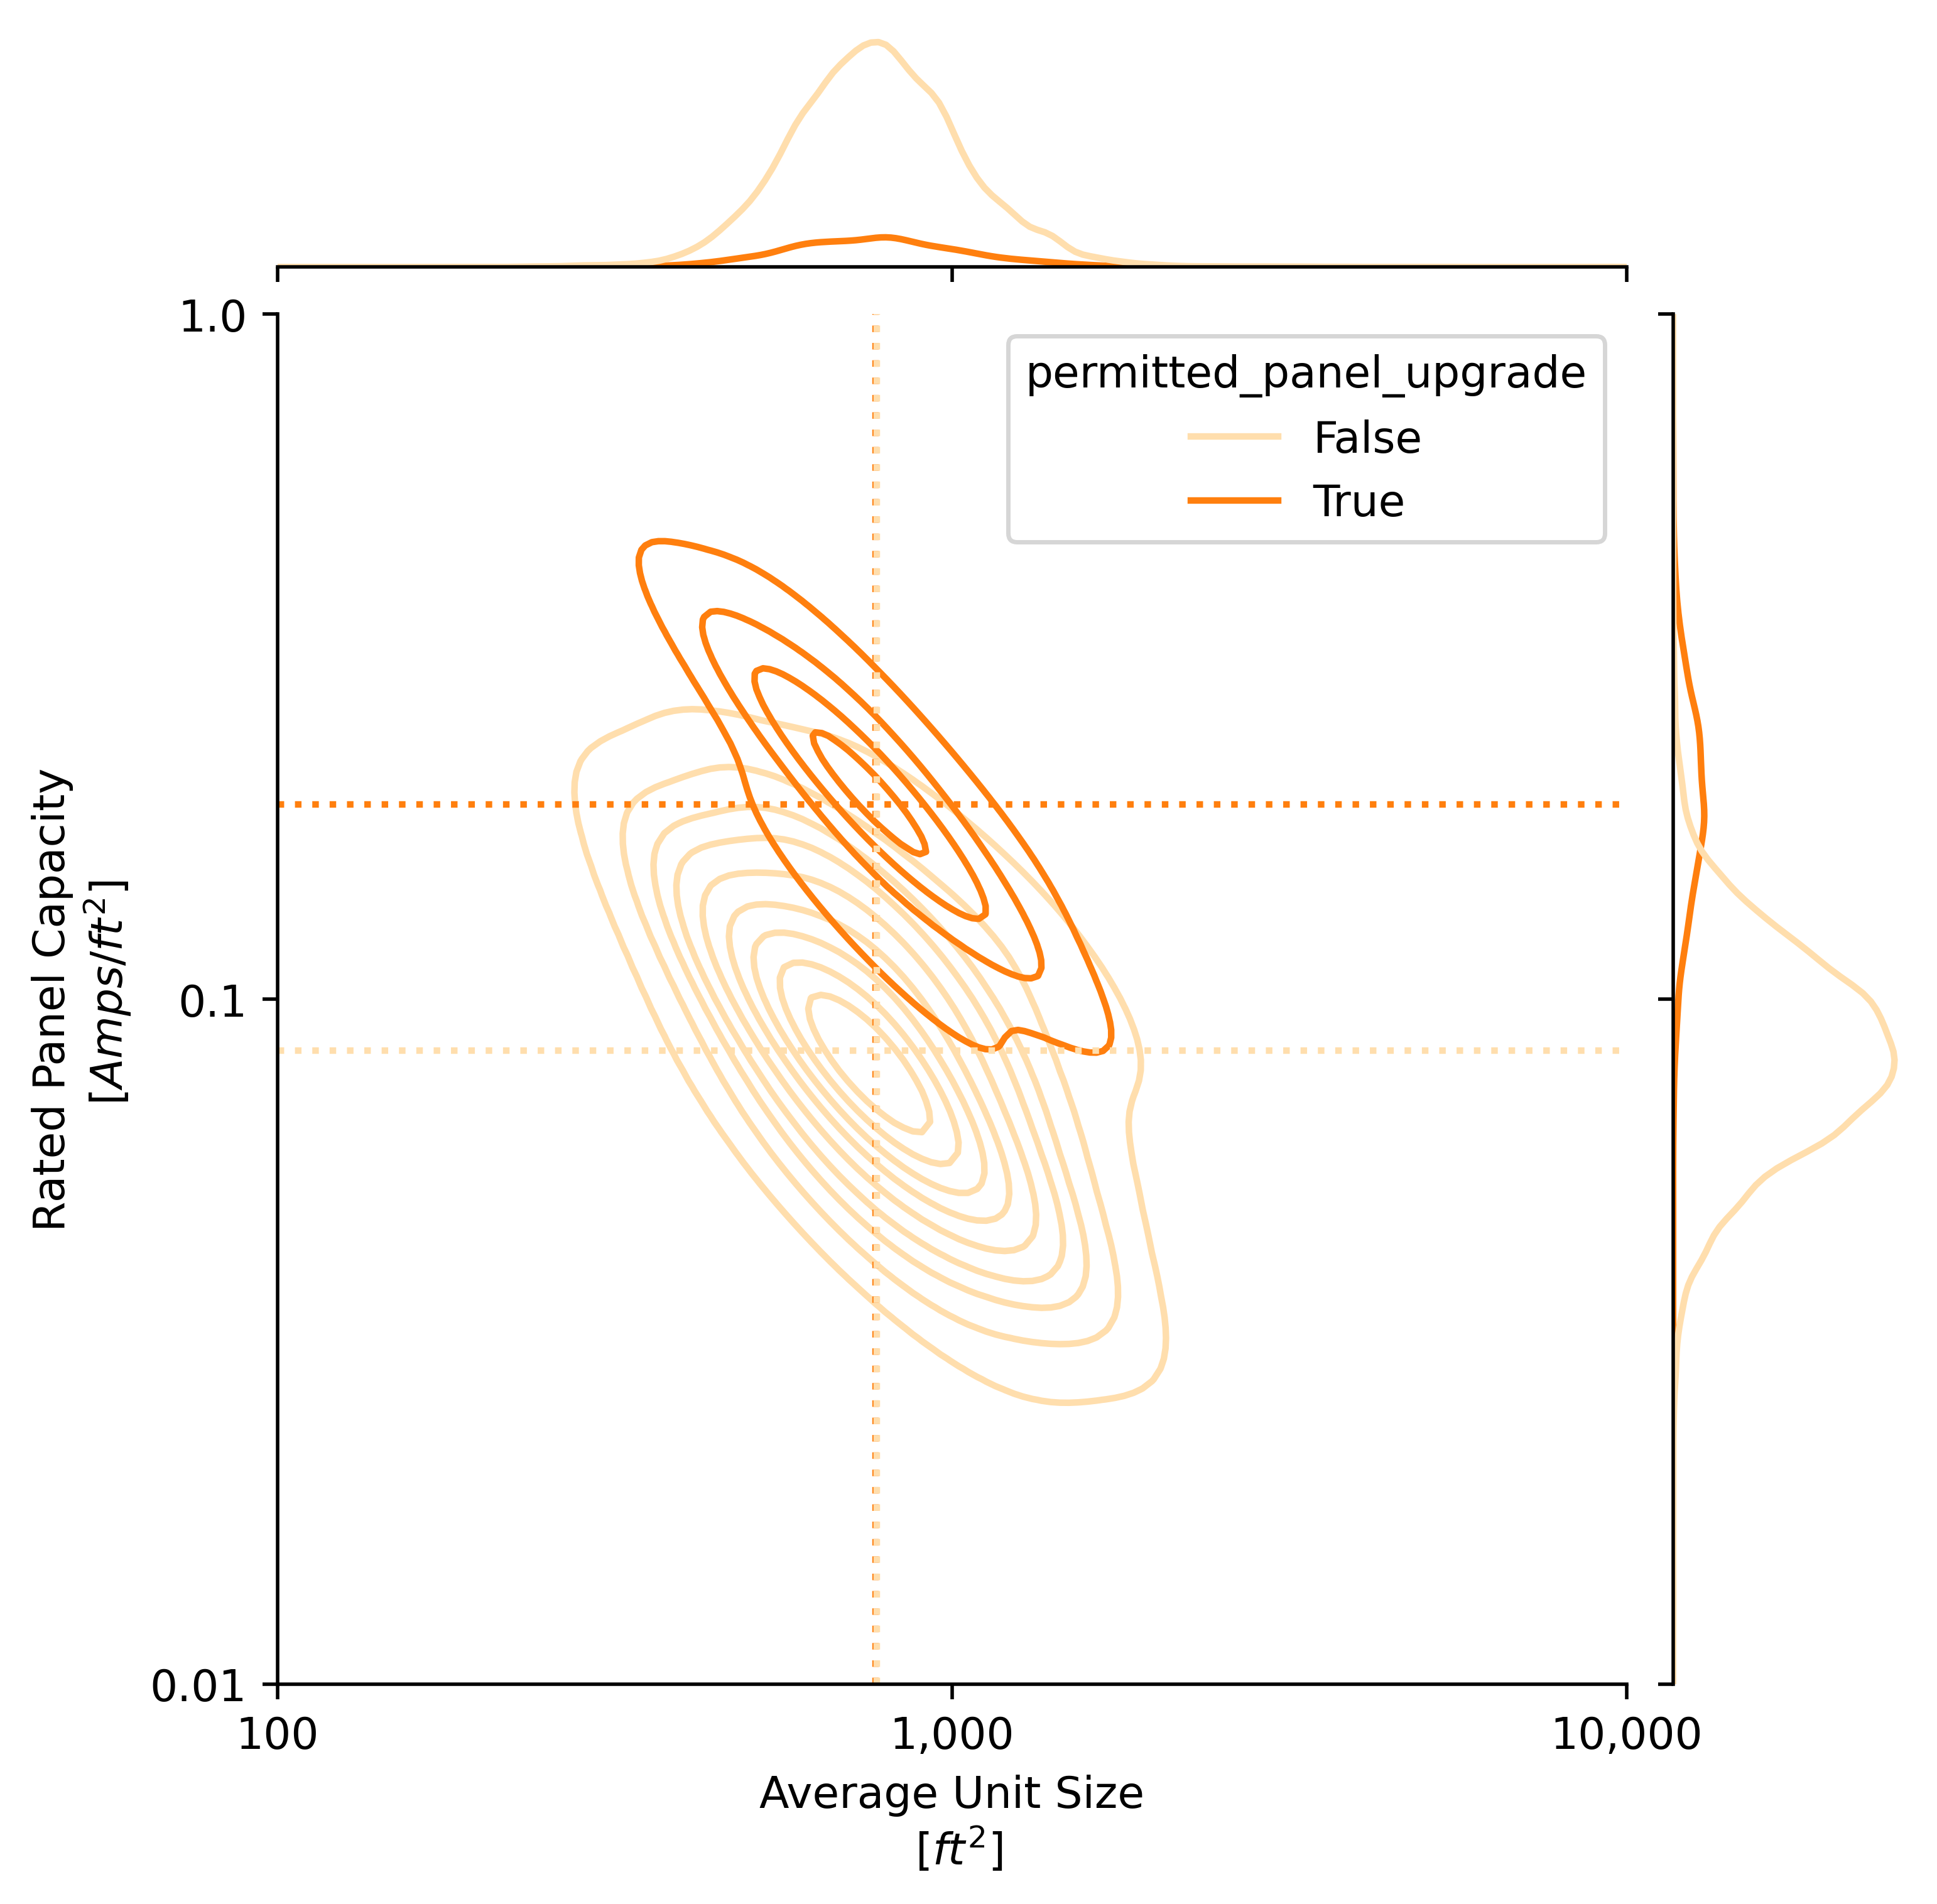 1.0
permitted_panel_upgrade
False
True
Rated Panel Capacity
[Amps/ft²]
0.1
0.01
100
1,000
10,000
Average Unit Size
[ft²]